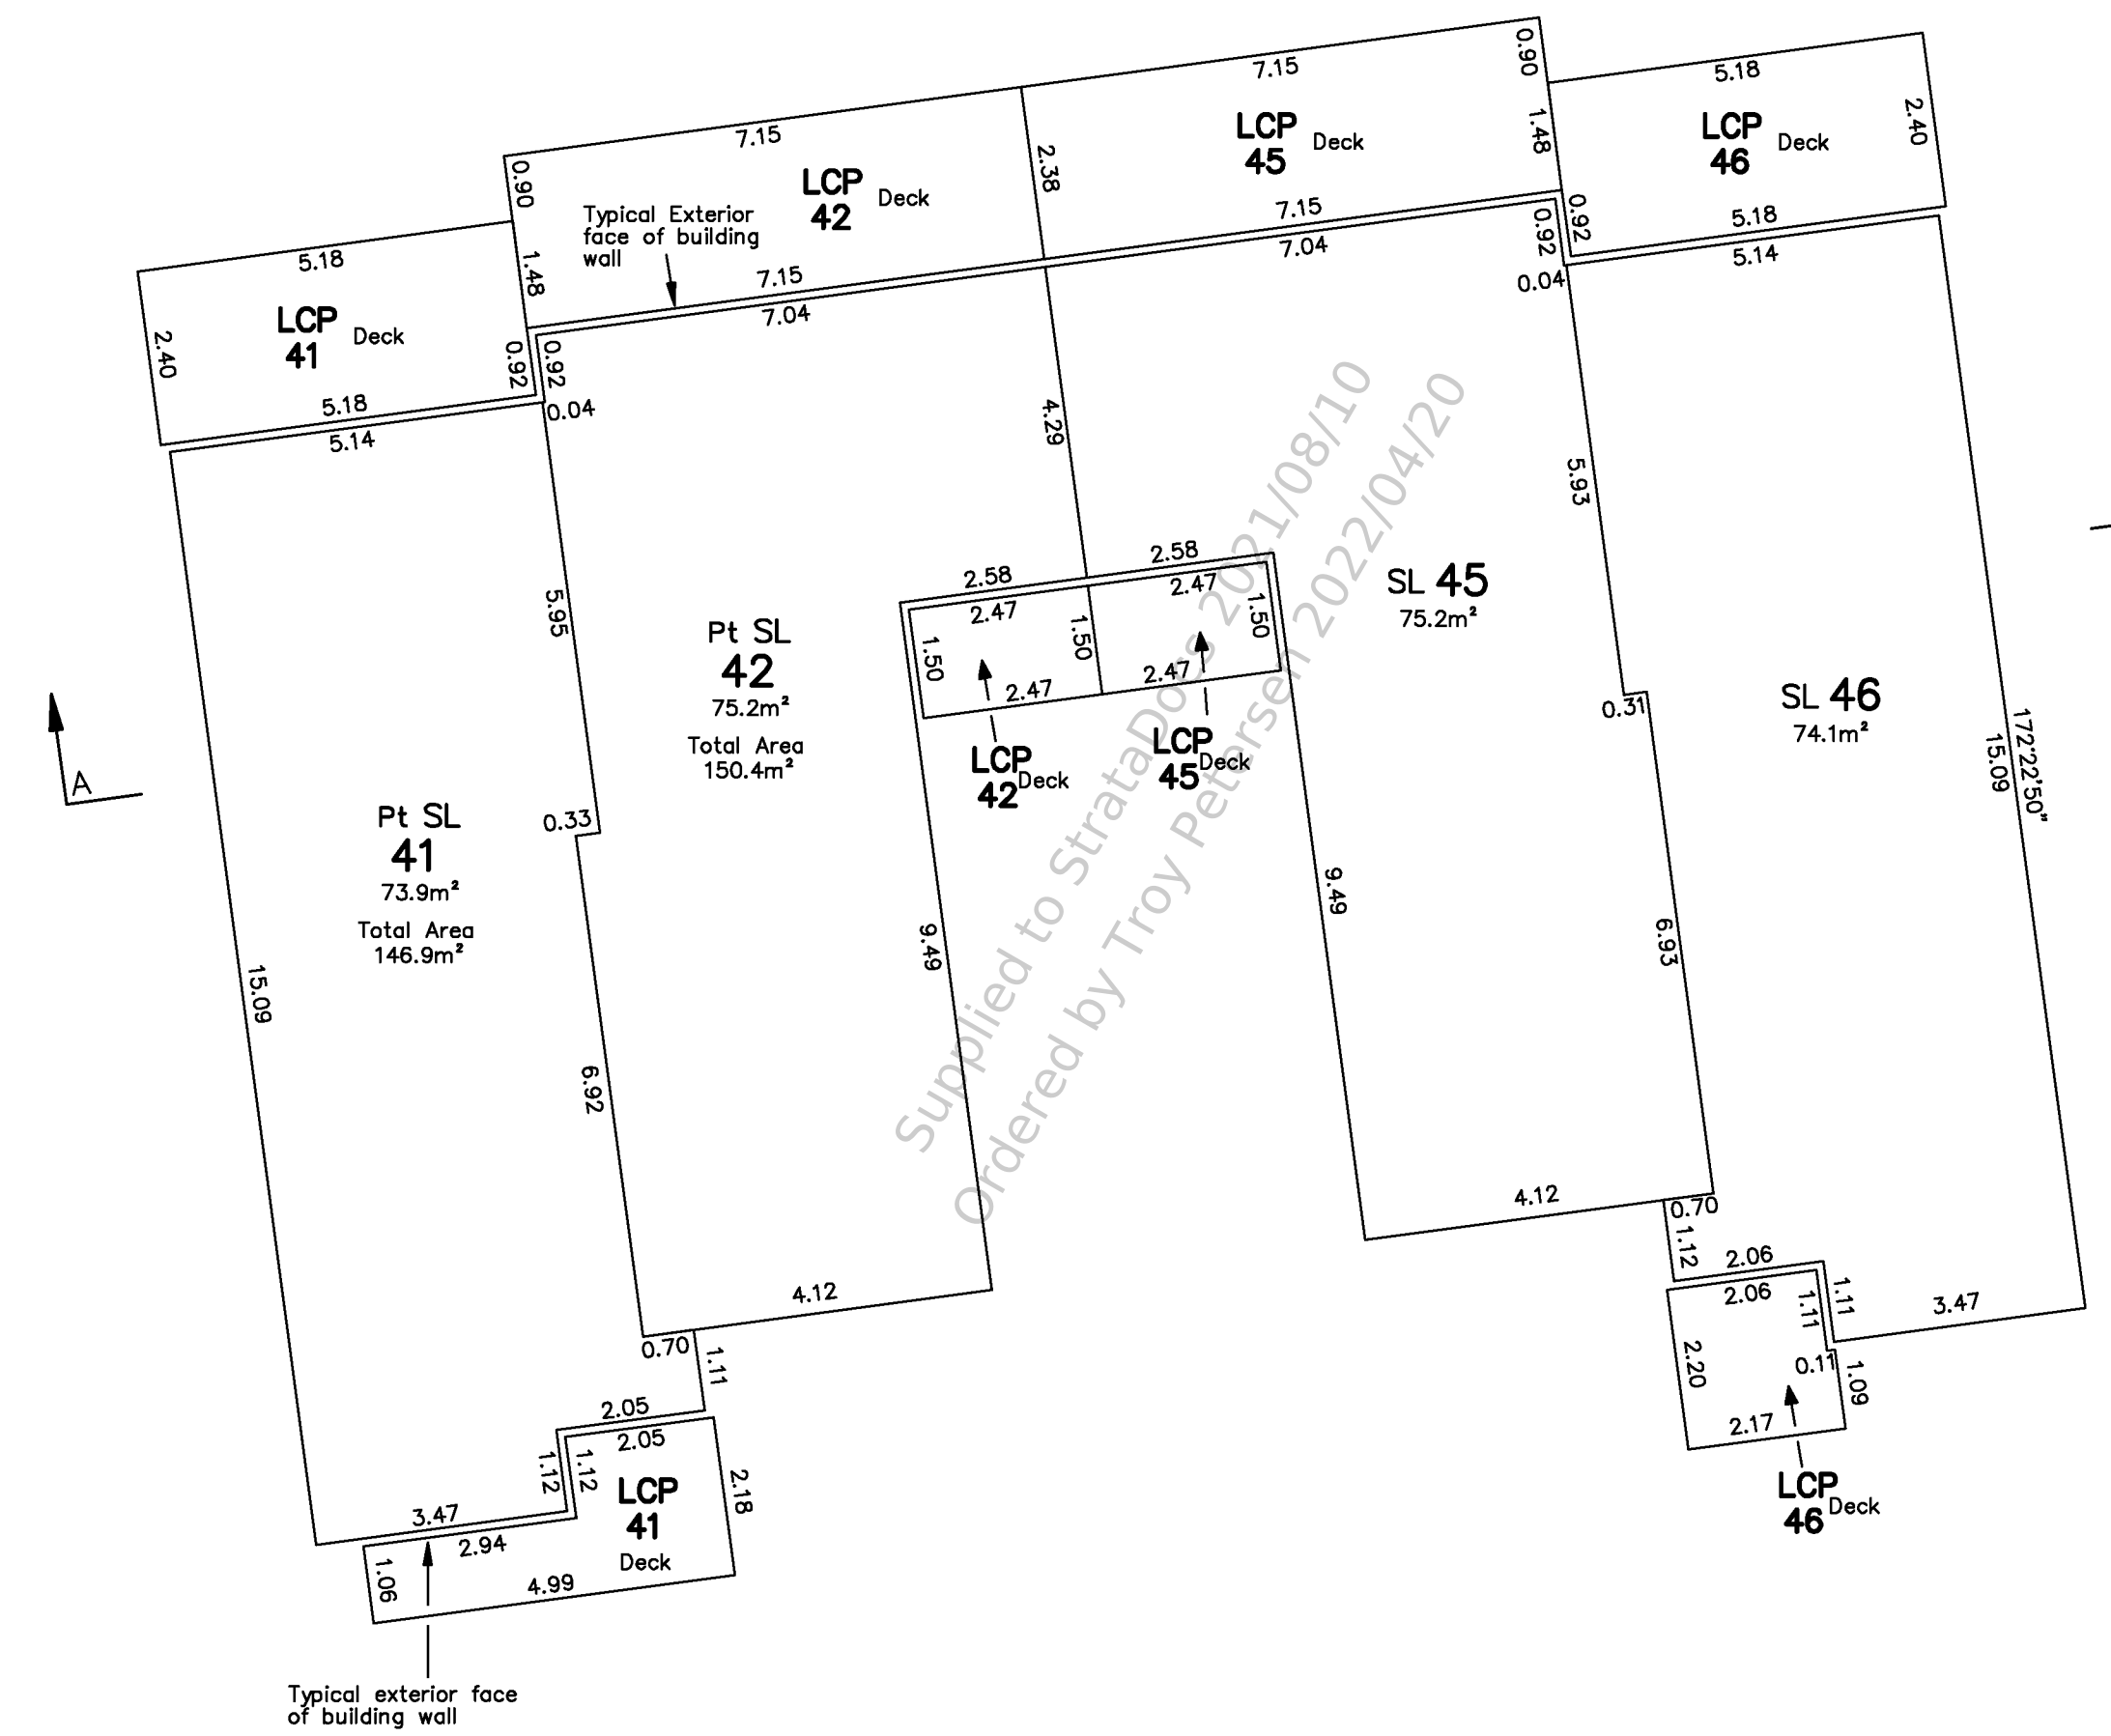 7.15
0.90
5.18
7.15
LCP
45 Deck
1.48
LCP
46 Deck
2.40
0.90
LCP
42 Deck
2.38
Typical Exterior
face of building
wall
7.15
0.92
0.92
5.18
5.18
1.48
7.15
7.04
0.04
5.14
LCP
41 Deck
2.40
7.04
0.92
0.92
5.18
0.04
5.14
4.29
5.93
2.58
2.58
2.47
2.47
1.50
1.50
1.50
2.47
2.47
SL 45
75.2m²
5.95
Pt SL
42
75.2m²
Total Area
150.4m²
LCP
42 Deck
LCP
45 Deck
0.31
SL 46
74.1m²
172°22'50"
15.09
A
0.33
Pt SL
41
73.9m²
Total Area
146.9m²
9.49
9.49
6.93
15.09
6.92
Supplied to StrataDocs 2021/08/10
Ordered by Troy Petersen 2022/04/20
4.12
0.70
1.12
2.06
2.06
1.11
1.11
3.47
4.12
0.70
1.11
2.20
0.11
1.09
2.17
LCP
46 Deck
2.05
2.05
1.12
1.12
LCP
41
Deck
2.18
3.47
2.94
1.06
4.99
Typical exterior face
of building wall